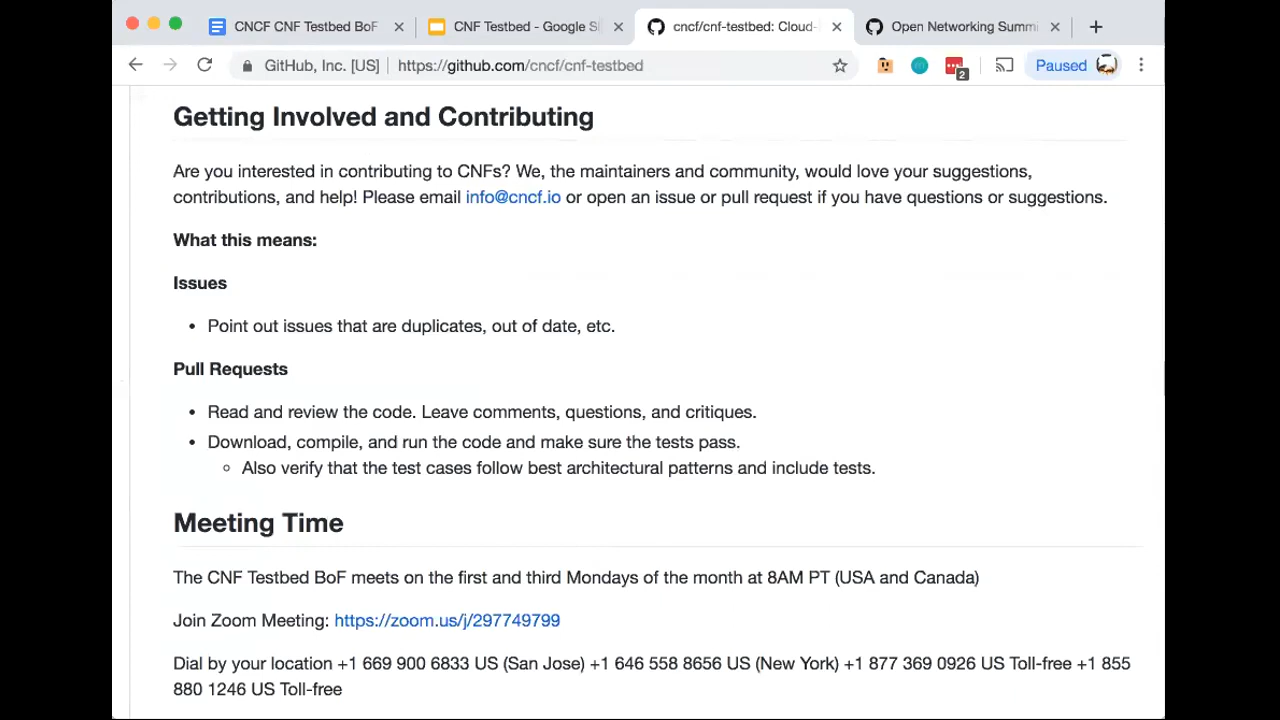 CNCF CNF Testbed BoF
CNF Testbed - Google Sl
cncf/cnf-testbed: Cloud-
Open Networking Summi
GitHub, Inc. [US]
https://github.com/cncf/cnf-testbed
2
Paused
Getting Involved and Contributing
Are you interested in contributing to CNFs? We, the maintainers and community, would love your suggestions,
contributions, and help! Please email info@cncf.io or open an issue or pull request if you have questions or suggestions.
What this means:
Issues
• Point out issues that are duplicates, out of date, etc.
Pull Requests
• Read and review the code. Leave comments, questions, and critiques.
• Download, compile, and run the code and make sure the tests pass.
◦ Also verify that the test cases follow best architectural patterns and include tests.
Meeting Time
The CNF Testbed BoF meets on the first and third Mondays of the month at 8AM PT (USA and Canada)
Join Zoom Meeting: https://zoom.us/j/297749799
Dial by your location +1 669 900 6833 US (San Jose) +1 646 558 8656 US (New York) +1 877 369 0926 US Toll-free +1 855
880 1246 US Toll-free